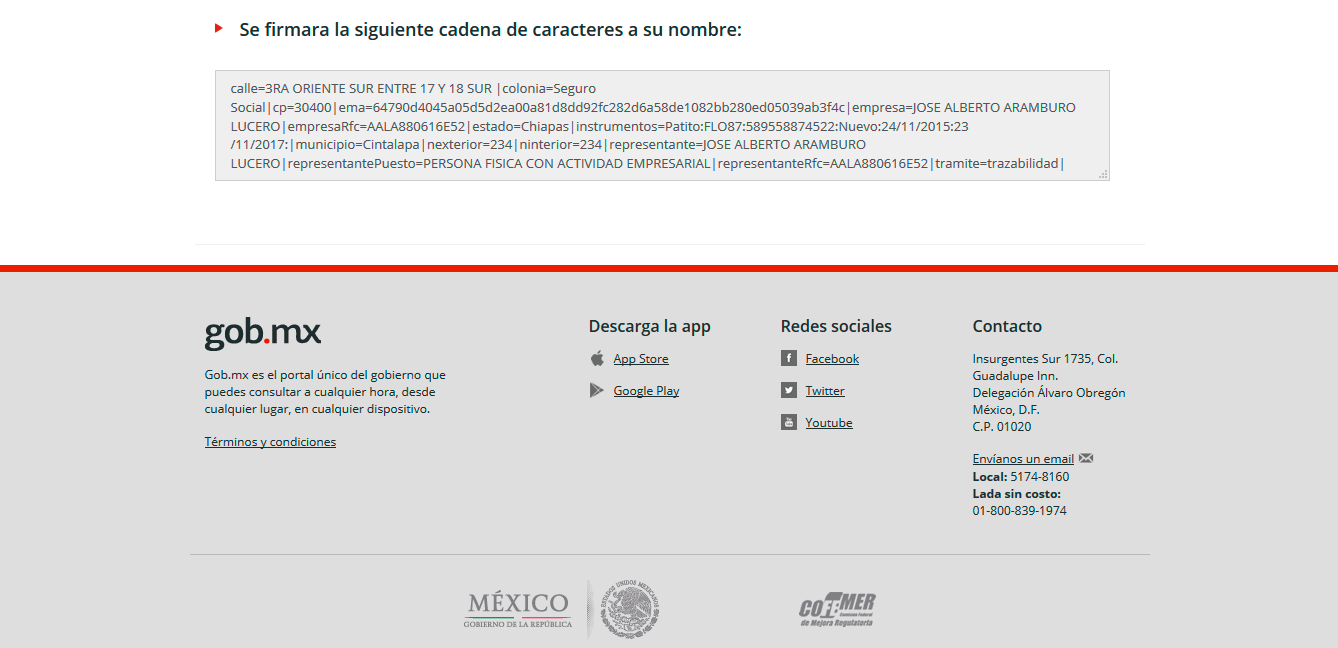 Se firmara la siguiente cadena de caracteres a su nombre:
calle=3RA ORIENTE SUR ENTRE 17 Y 18 SUR |colonia=Seguro
Social|cp=30400|ema=64790d4045a05d5d2ea00a81d8dd92fc282d6a58de1082bb280ed05039ab3f4c|empresa=JOSE ALBERTO ARAMBURO
LUCERO|empresaRfc=AALA880616E52|estado=Chiapas|instrumentos=Patito:FLO87:589558874522:Nuevo:24/11/2015:23
/11/2017:|municipio=Cintalapa|nexterior=234|ninterior=234|representante=JOSE ALBERTO ARAMBURO
LUCERO|representantePuesto=PERSONA FISICA CON ACTIVIDAD EMPRESARIAL|representanteRfc=AALA880616E52|tramite=trazabilidad|
gob.mx
Gob.mx es el portal único del gobierno que
puedes consultar a cualquier hora, desde
cualquier lugar, en cualquier dispositivo.
Términos y condiciones
Descarga la app
App Store
Google Play
Redes sociales
Facebook
Twitter
Youtube
Contacto
Insurgentes Sur 1735, Col.
Guadalupe Inn.
Delegación Álvaro Obregón
México, D.F.
C.P. 01020
Envíanos un email
Local: 5174-8160
Lada sin costo:
01-800-839-1974
MÉXICO
GOBIERNO DE LA REPÚBLICA
ESTADOS UNIDOS MEXICANOS
COFEMER
Comisión Federal
de Mejora Regulatoria